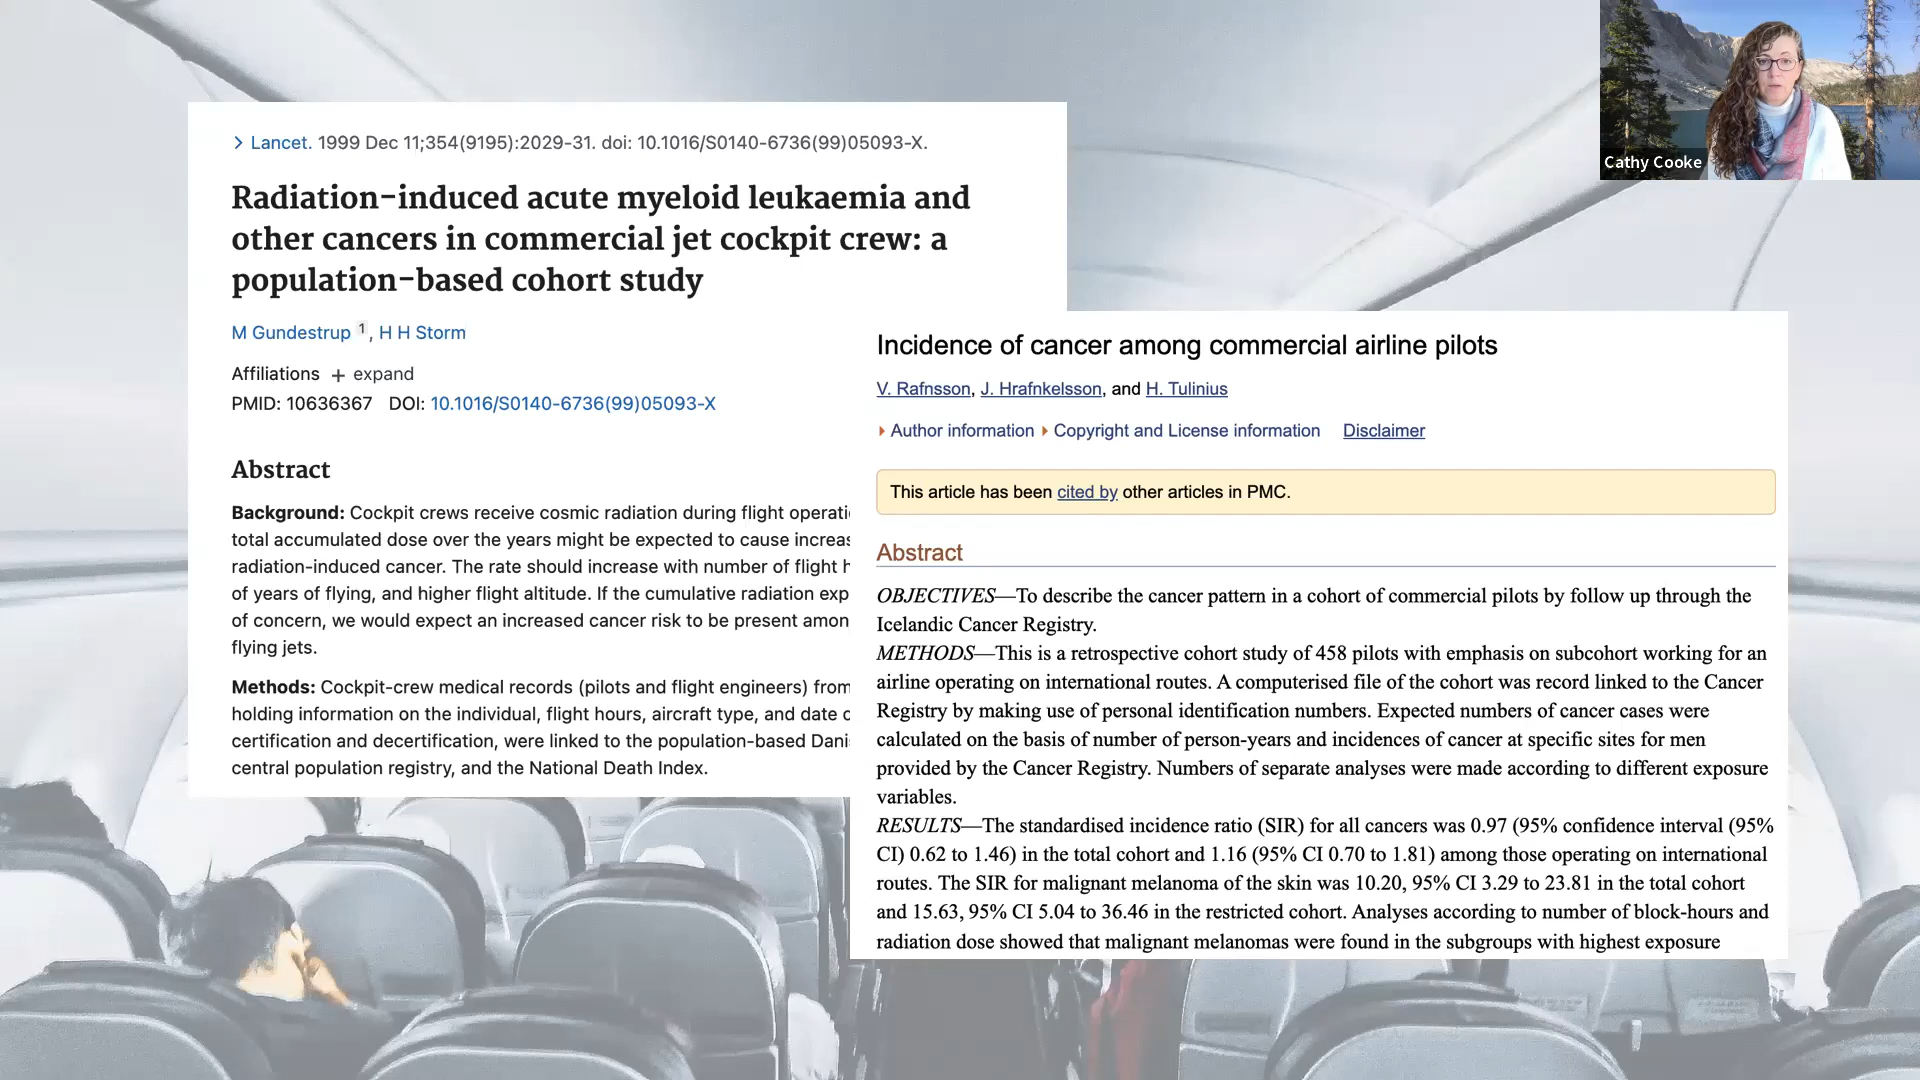 Cathy Cooke
> Lancet. 1999 Dec 11;354(9195):2029-31. doi: 10.1016/S0140-6736(99)05093-X.
Radiation-induced acute myeloid leukaemia and
other cancers in commercial jet cockpit crew: a
population-based cohort study
M Gundestrup 1 , H H Storm
Affiliations + expand
PMID: 10636367 DOI: 10.1016/S0140-6736(99)05093-X
Abstract
Background: Cockpit crews receive cosmic radiation during flight operati
total accumulated dose over the years might be expected to cause increas
radiation-induced cancer. The rate should increase with number of flight h
of years of flying, and higher flight altitude. If the cumulative radiation exp
of concern, we would expect an increased cancer risk to be present amon
flying jets.
Methods: Cockpit-crew medical records (pilots and flight engineers) from
holding information on the individual, flight hours, aircraft type, and date o
certification and decertification, were linked to the population-based Dani
central population registry, and the National Death Index.
Incidence of cancer among commercial airline pilots
V. Rafnsson, J. Hrafnkelsson, and H. Tulinius
Author information Copyright and License information Disclaimer
This article has been cited by other articles in PMC.
Abstract
OBJECTIVES—To describe the cancer pattern in a cohort of commercial pilots by follow up through the
Icelandic Cancer Registry.
METHODS—This is a retrospective cohort study of 458 pilots with emphasis on subcohort working for an
airline operating on international routes. A computerised file of the cohort was record linked to the Cancer
Registry by making use of personal identification numbers. Expected numbers of cancer cases were
calculated on the basis of number of person-years and incidences of cancer at specific sites for men
provided by the Cancer Registry. Numbers of separate analyses were made according to different exposure
variables.
RESULTS—The standardised incidence ratio (SIR) for all cancers was 0.97 (95% confidence interval (95%
CI) 0.62 to 1.46) in the total cohort and 1.16 (95% CI 0.70 to 1.81) among those operating on international
routes. The SIR for malignant melanoma of the skin was 10.20, 95% CI 3.29 to 23.81 in the total cohort
and 15.63, 95% CI 5.04 to 36.46 in the restricted cohort. Analyses according to number of block-hours and
radiation dose showed that malignant melanomas were found in the subgroups with highest exposure